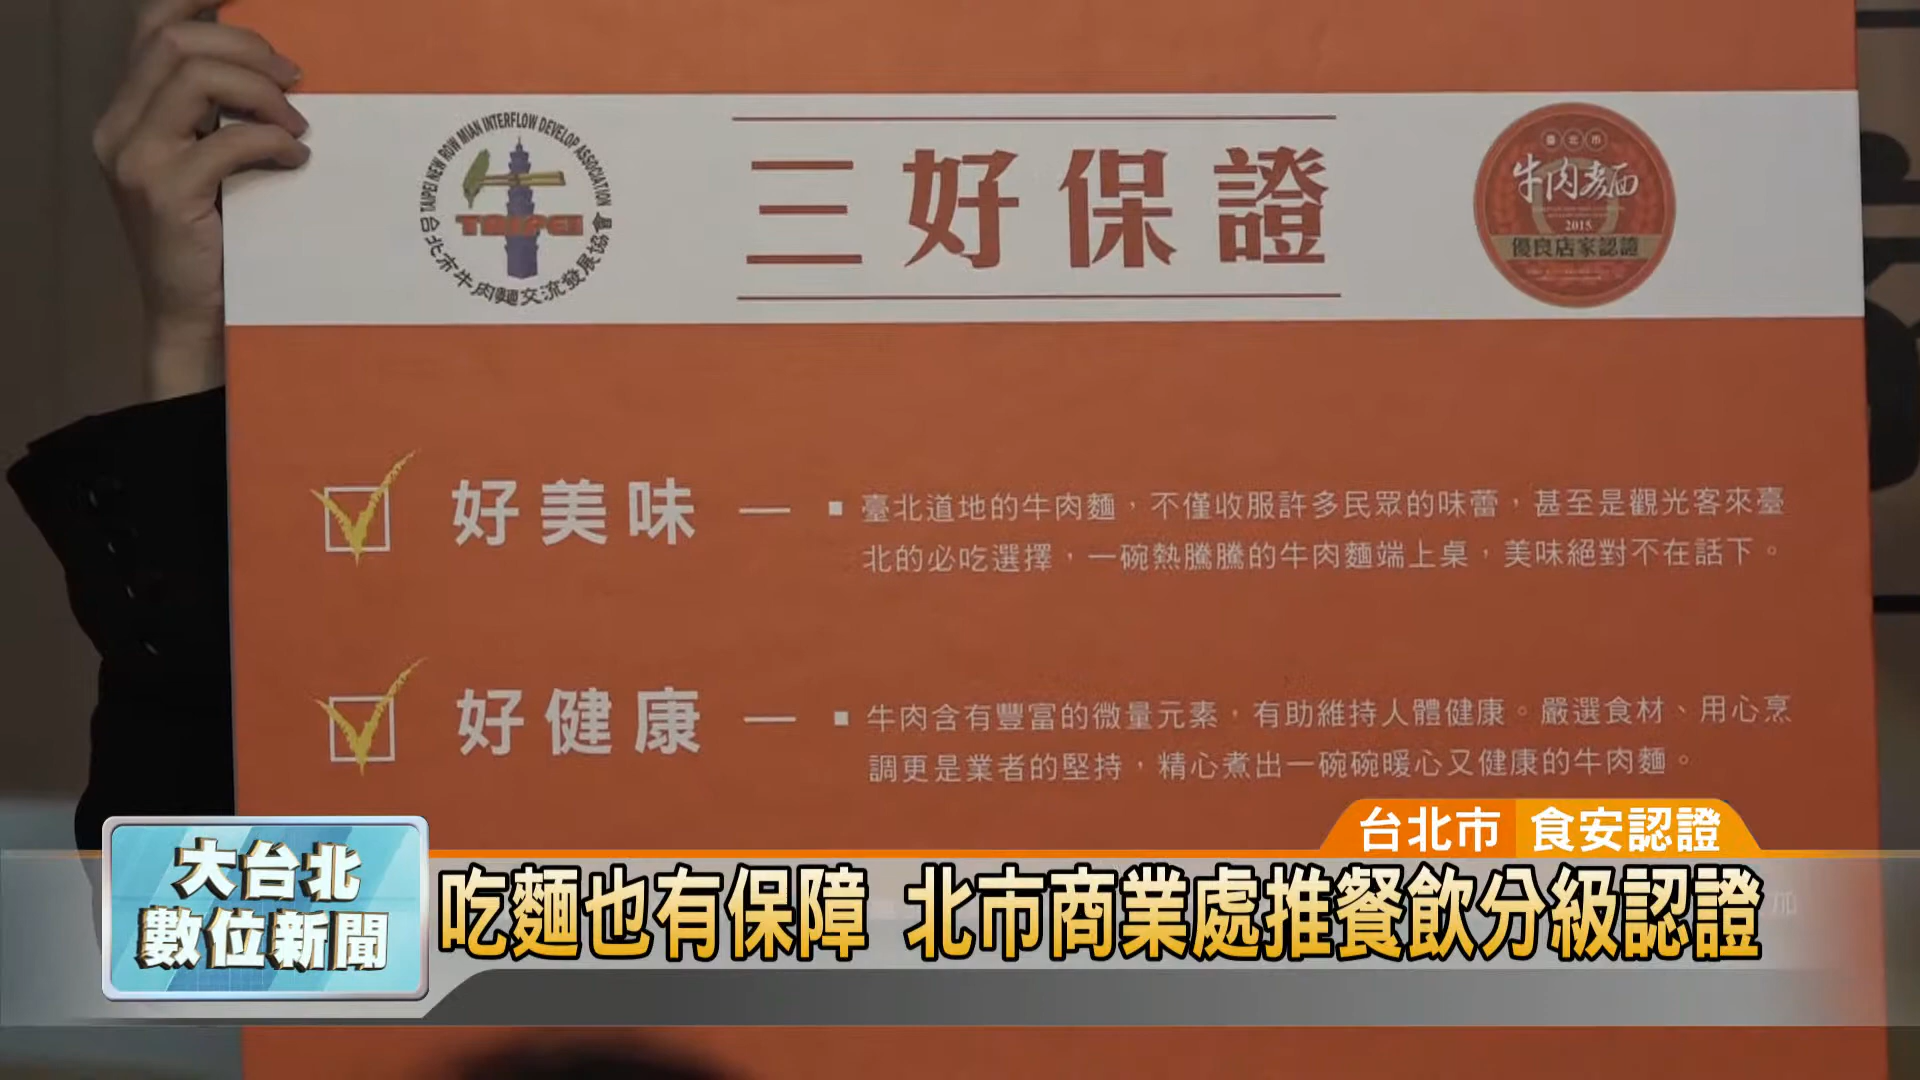 TAIPEI NEW ROW MIAN INTERFLOW DEVELOP ASSOCIATION
TAIPEI
台北市牛肉麵交流發展協會
三好保證
臺北市
牛肉麵
2015
優良店家認證
好美味 — ▪ 臺北道地的牛肉麵，不僅收服許多民眾的味蕾，甚至是觀光客來臺
北的必吃選擇，一碗熱騰騰的牛肉麵端上桌，美味絕對不在話下。
好健康 — ▪ 牛肉含有豐富的微量元素，有助維持人體健康。嚴選食材、用心烹
調更是業者的堅持，精心煮出一碗碗暖心又健康的牛肉麵。
台北市 食安認證
大台北
數位新聞
吃麵也有保障 北市商業處推餐飲分級認證
加